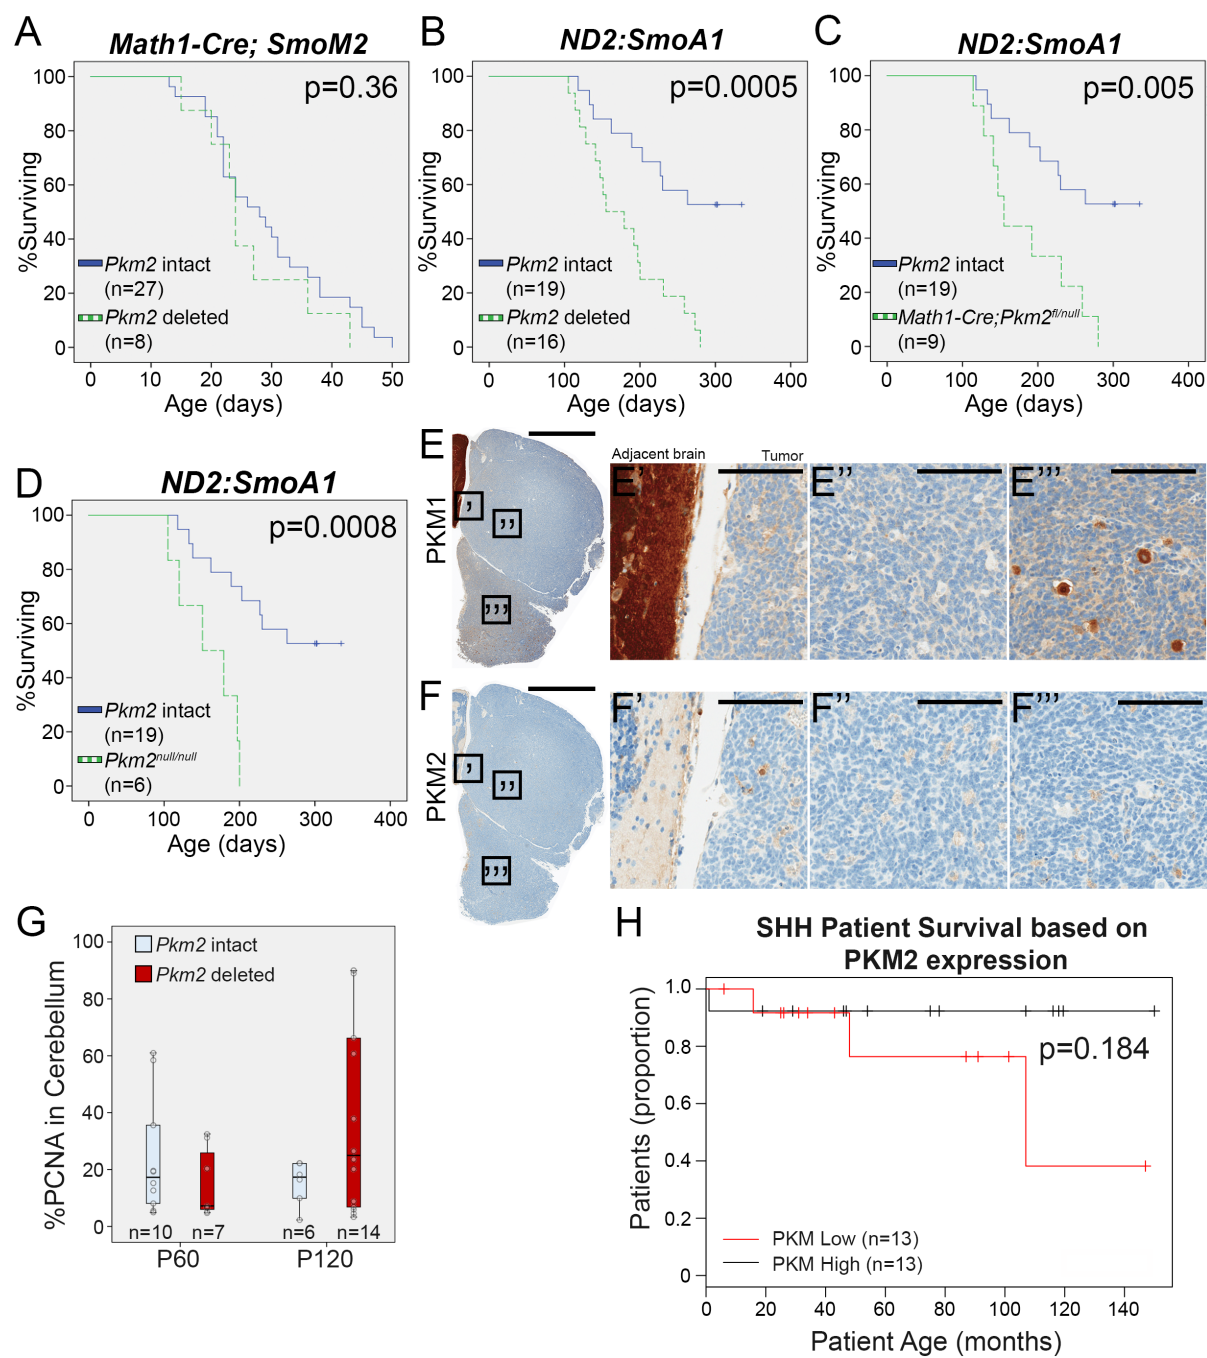 A
Math1-Cre; SmoM2
p=0.36
100
80
60
40
20
0
%Surviving
Pkm2 intact
(n=27)
Pkm2 deleted
(n=8)
0 10 20 30 40 50
Age (days)
B
ND2:SmoA1
p=0.0005
100
80
60
40
20
0
%Surviving
Pkm2 intact
(n=19)
Pkm2 deleted
(n=16)
0 100 200 300 400
Age (days)
C
ND2:SmoA1
p=0.005
100
80
60
40
20
0
%Surviving
Pkm2 intact
(n=19)
Math1-Cre;Pkm2fl/null
(n=9)
0 100 200 300 400
Age (days)
D
ND2:SmoA1
p=0.0008
100
80
60
40
20
0
%Surviving
Pkm2 intact
(n=19)
Pkm2null/null
(n=6)
0 100 200 300 400
Age (days)
E
PKM1
,
,,
,,,
Adjacent brain
Tumor
E’
E’’
E’’’
F
PKM2
,
,,
,,,
F’
F’’
F’’’
G
Pkm2 intact
Pkm2 deleted
100
80
60
40
20
0
%PCNA in Cerebellum
n=10 n=7 n=6 n=14
P60 P120
H
SHH Patient Survival based on
PKM2 expression
p=0.184
1.0
0.8
0.6
0.4
0.2
0
Patients (proportion)
PKM Low (n=13)
PKM High (n=13)
0 20 40 60 80 100 120 140
Patient Age (months)